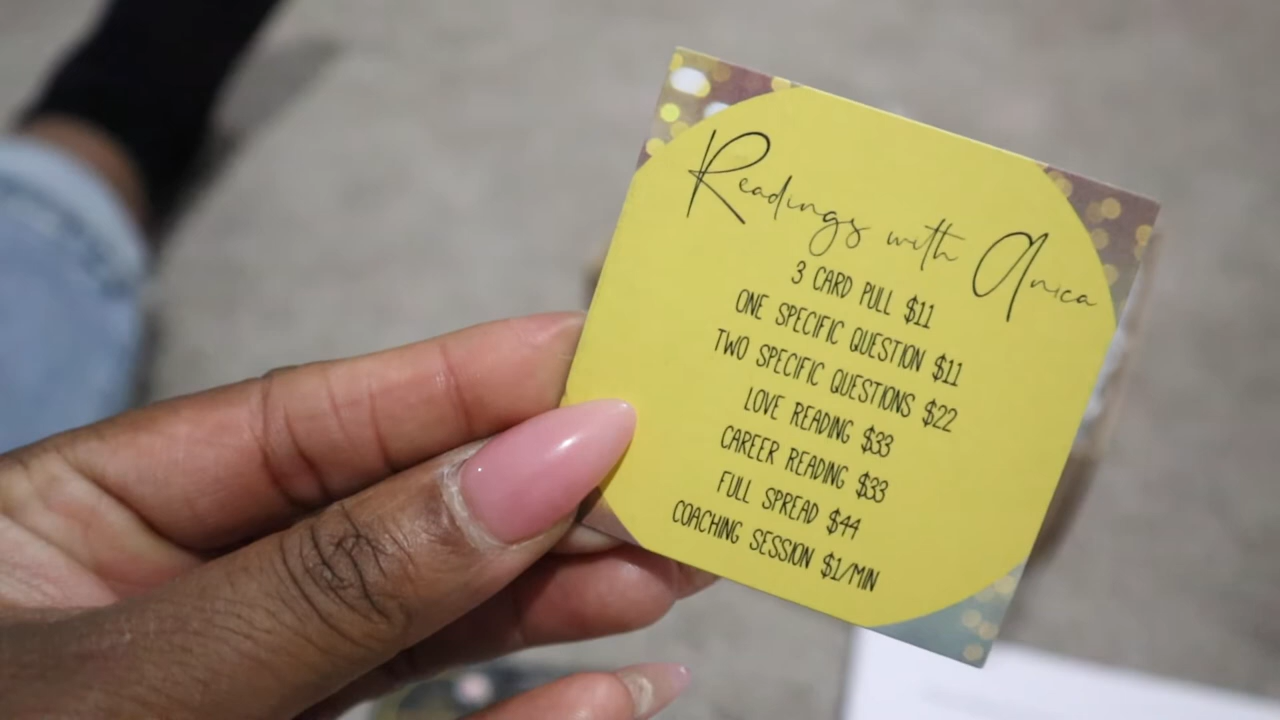 Readings with Anica
3 CARD PULL $11
ONE SPECIFIC QUESTION $11
TWO SPECIFIC QUESTIONS $22
LOVE READING $33
CAREER READING $33
FULL SPREAD $44
COACHING SESSION $1/MIN